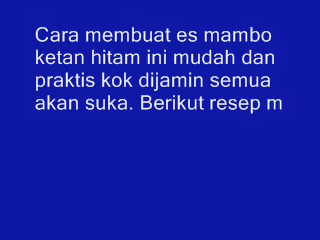 Cara membuat es mambo
ketan hitam ini mudah dan
praktis kok dijamin semua
akan suka. Berikut resep m